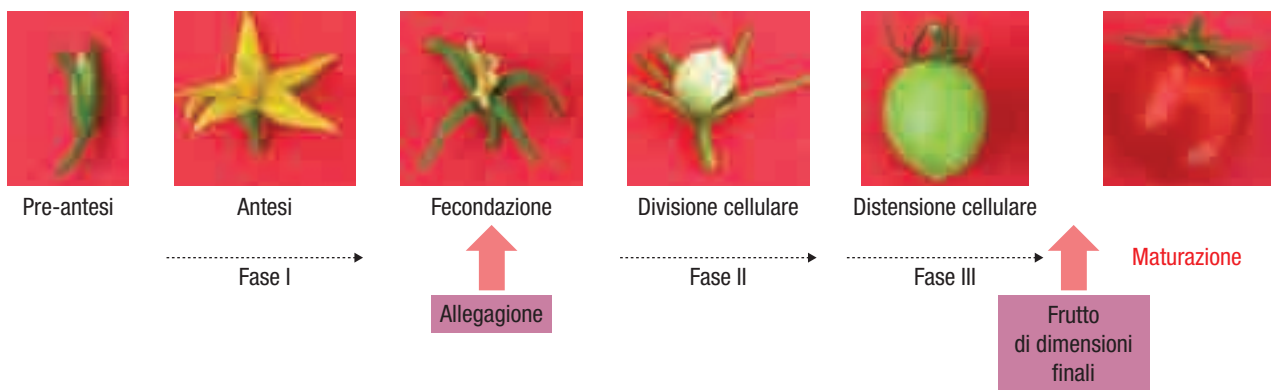 Pre-antesi
Antesi
Fecondazione
Divisione cellulare
Distensione cellulare
Fase I
Allegagione
Fase II
Fase III
Maturazione
Frutto
di dimensioni
finali